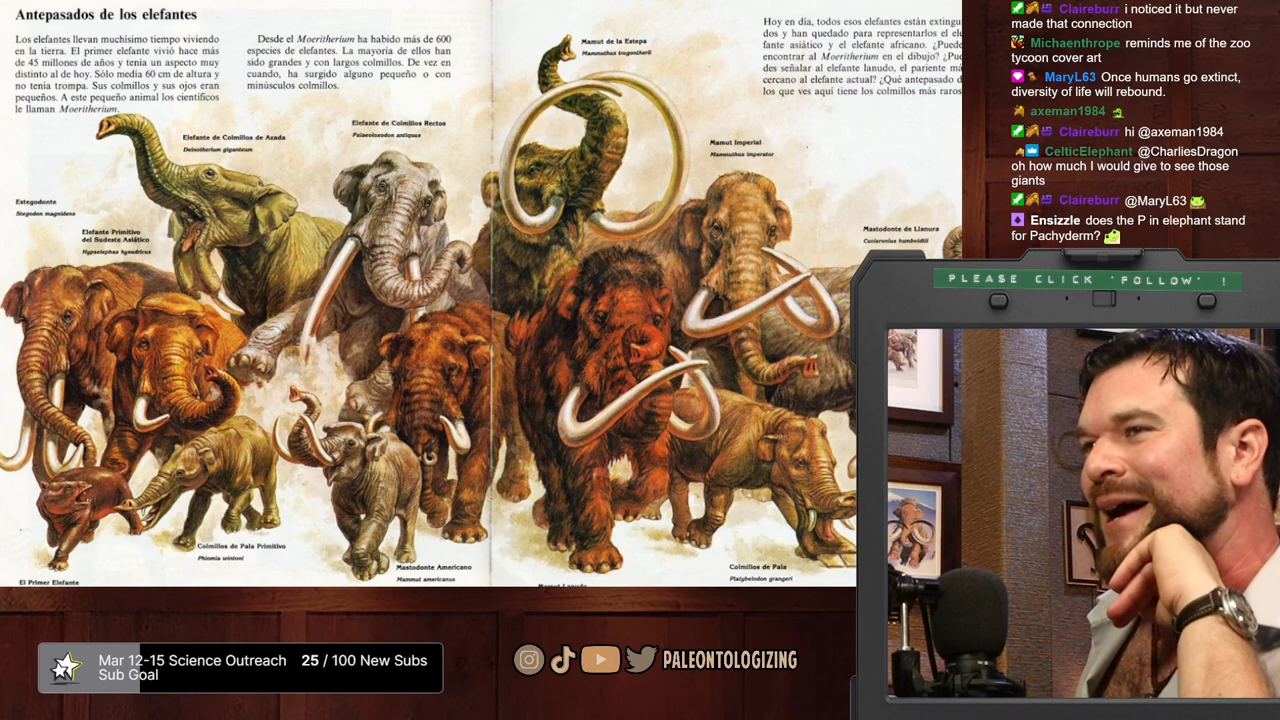 Antepasados de los elefantes
Los elefantes llevan muchísimo tiempo viviendo
en la tierra. El primer elefante vivió hace más
de 45 millones de años y tenía un aspecto muy
distinto al de hoy. Sólo medía 60 cm de altura y
no tenía trompa. Sus colmillos y sus ojos eran
pequeños. A este pequeño animal los científicos
le llaman Moeritherium.
Desde el Moeritherium ha habido más de 600
especies de elefantes. La mayoría de ellos han
sido grandes y con largos colmillos. De vez en
cuando, ha surgido alguno pequeño o con
minúsculos colmillos.
Hoy en día, todos esos elefantes están extingu
dos y han quedado para representarlos el ele
fante asiático y el elefante africano. ¿Puede
encontrar al Moeritherium en el dibujo? ¿Pue
des señalar al elefante lanudo, el pariente má
cercano al elefante actual? ¿Qué antepasado d
los que ves aquí tiene los colmillos más raros
Mamut de la Estepa
Mammuthus trogontherii
Elefante de Colmillos de Azada
Deinotherium giganteum
Elefante de Colmillos Rectos
Palaeoloxodon antiquus
Mamut Imperial
Mammuthus imperator
Estegodonte
Stegodon magnidens
Elefante Primitivo
del Sudeste Asiático
Hypselephas hysudricus
Mastodonte de Llanura
Cuvieronius humboldtii
Colmillos de Pala Primitivo
Phiomia wintoni
Mastodonte Americano
Mammut americanus
Colmillos de Pala
Platybelodon grangeri
El Primer Elefante
Mamut Lanudo
Claireburr i noticed it but never
made that connection
Michaenthrope reminds me of the zoo
tycoon cover art
MaryL63 Once humans go extinct,
diversity of life will rebound.
axeman1984
Claireburr hi @axeman1984
CelticElephant @CharliesDragon
oh how much I would give to see those
giants
Claireburr @MaryL63
Ensizzle does the P in elephant stand
for Pachyderm?
PLEASE CLICK "FOLLOW" !
Mar 12-15 Science Outreach 25 / 100 New Subs
Sub Goal
PALEONTOLOGIZING